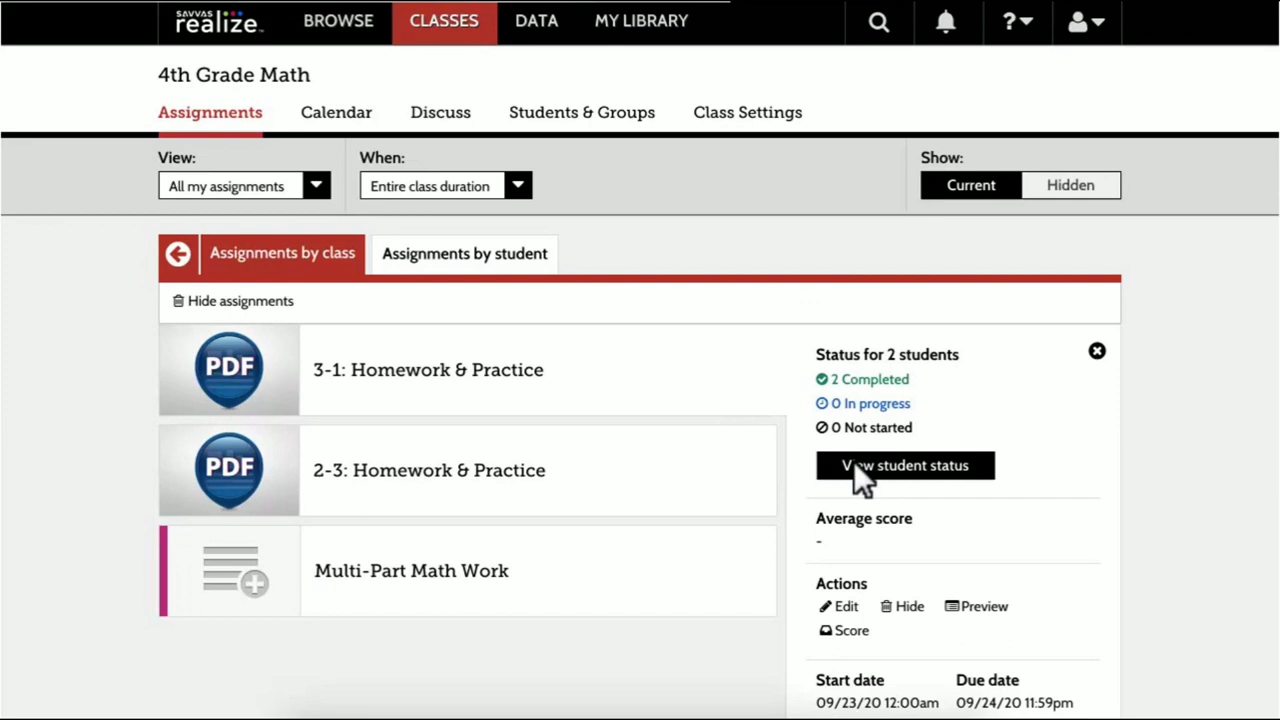 SAVVAS
realize™
BROWSE
CLASSES
DATA
MY LIBRARY
?
4th Grade Math
Assignments
Calendar
Discuss
Students & Groups
Class Settings
View:
When:
Show:
All my assignments
Entire class duration
Current
Hidden
Assignments by class
Assignments by student
Hide assignments
PDF
3-1: Homework & Practice
PDF
2-3: Homework & Practice
Multi-Part Math Work
Status for 2 students
2 Completed
0 In progress
0 Not started
View student status
Average score
-
Actions
Edit
Hide
Preview
Score
Start date
Due date
09/23/20 12:00am
09/24/20 11:59pm